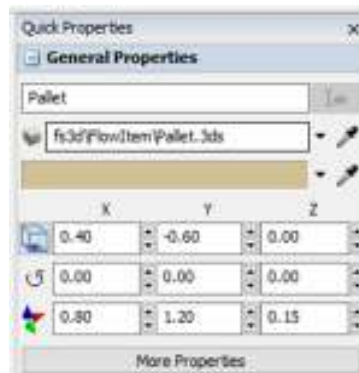 Quick Properties x
General Properties
Pallet
fs3d\FlowItem\Pallet.3ds
X Y Z
0.40 -0.60 0.00
0.00 0.00 0.00
0.80 1.20 0.15
More Properties